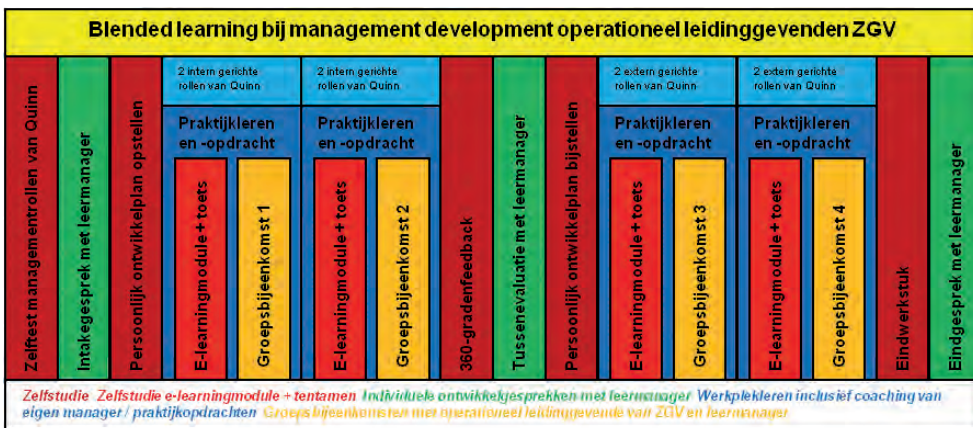 Blended learning bij management development operationeel leidinggevenden ZGV
Zelftest managementrollen van Quinn
Intakegesprek met leermanager
Persoonlijk ontwikkelplan opstellen
2 intern gerichte
rollen van Quinn
Praktijkleren
en -opdracht
E-learningmodule + toets
Groepsbijeenkomst 1
2 intern gerichte
rollen van Quinn
Praktijkleren
en -opdracht
E-learningmodule + toets
Groepsbijeenkomst 2
360-gradenfeedback
Tussenevaluatie met leermanager
Persoonlijk ontwikkelplan bijstellen
2 extern gerichte
rollen van Quinn
Praktijkleren
en -opdracht
E-learningmodule + toets
Groepsbijeenkomst 3
2 extern gerichte
rollen van Quinn
Praktijkleren
en -opdracht
E-learningmodule + toets
Groepsbijeenkomst 4
Eindwerkstuk
Eindgesprek met leermanager
Zelfstudie Zelfstudie e-learningmodule + tentamen Individuele ontwikkelgesprekken met leermanager Werkplekleren inclusief coaching van
eigen manager / praktijkopdrachten Groepsbijeenkomsten met operationeel leidinggevende van ZGV en leermanager